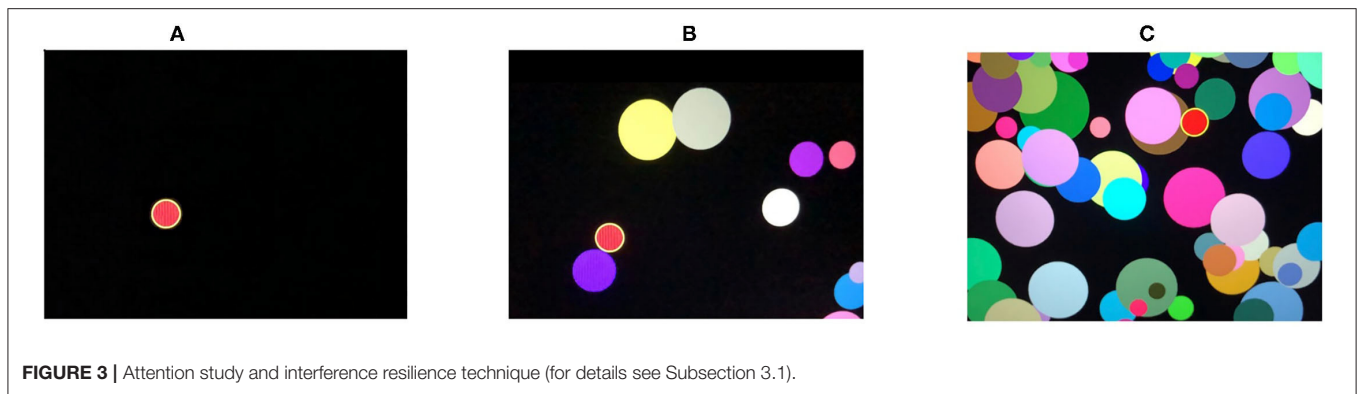 A B C
FIGURE 3 | Attention study and interference resilience technique (for details see Subsection 3.1).